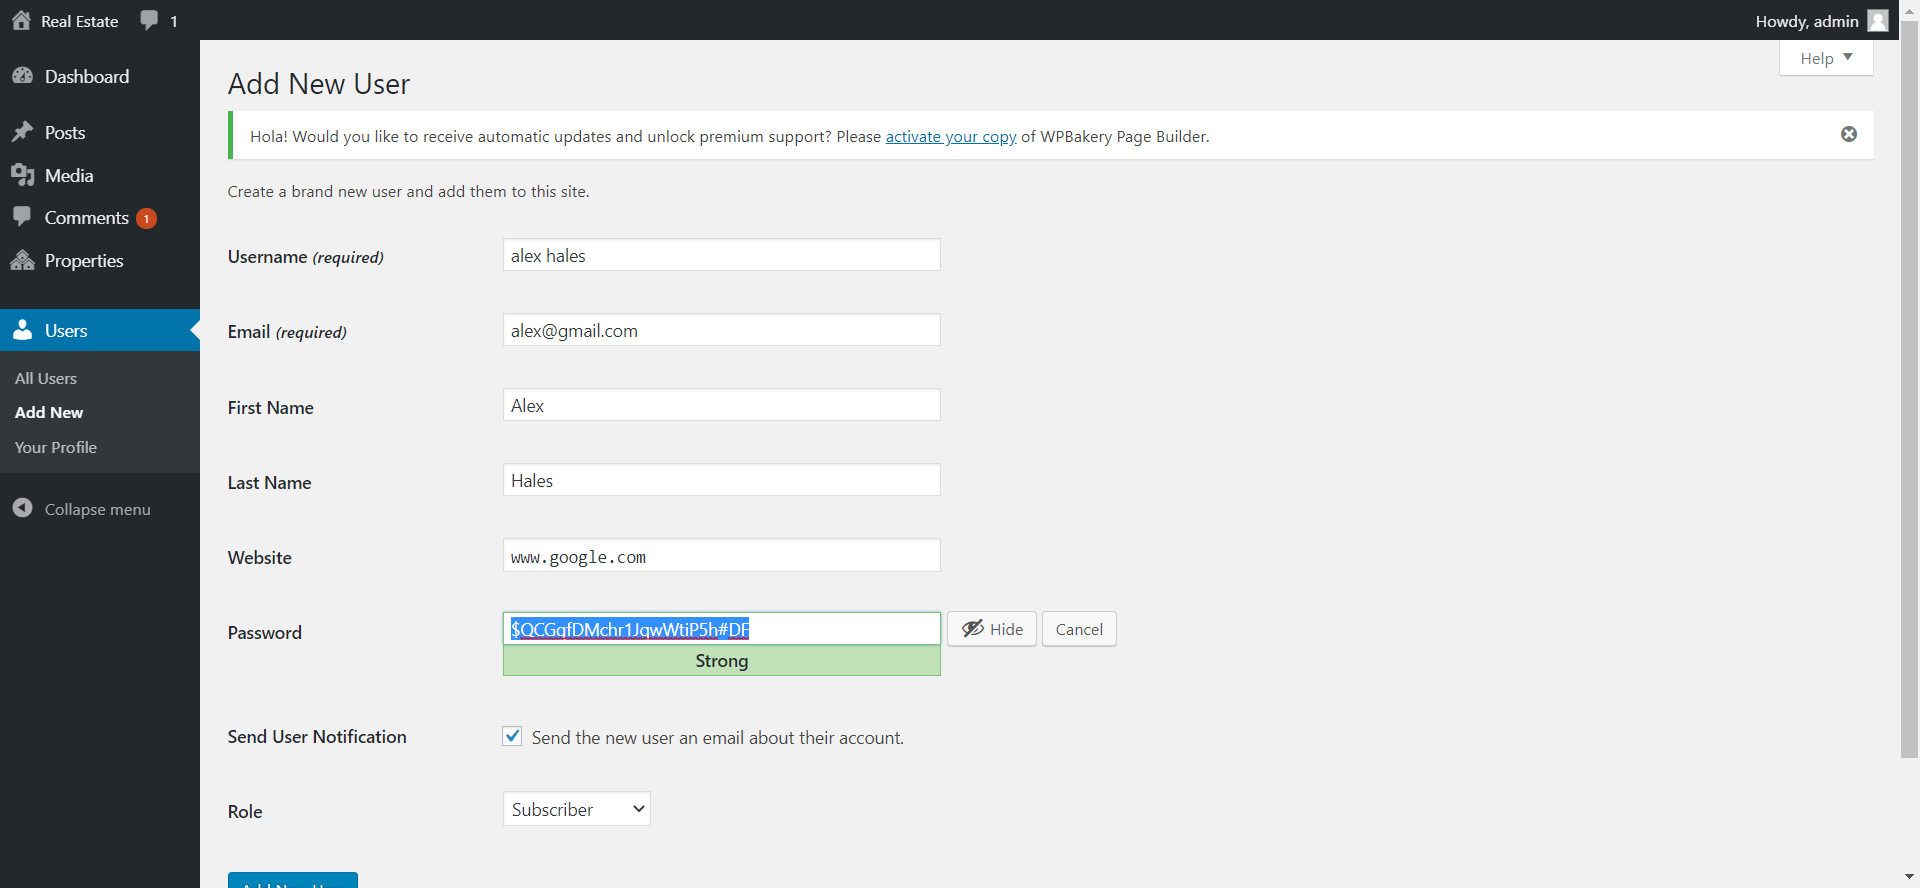 Real Estate 1 Howdy, admin
Help
Dashboard
Posts
Media
Comments 1
Properties
Users
All Users
Add New
Your Profile
Collapse menu
Add New User
Hola! Would you like to receive automatic updates and unlock premium support? Please activate your copy of WPBakery Page Builder.
Create a brand new user and add them to this site.
Username (required) alex hales
Email (required) alex@gmail.com
First Name Alex
Last Name Hales
Website www.google.com
Password $QCGqfDMchr1JqwWtiP5h#DF Hide Cancel
Strong
Send User Notification Send the new user an email about their account.
Role Subscriber
Add New User